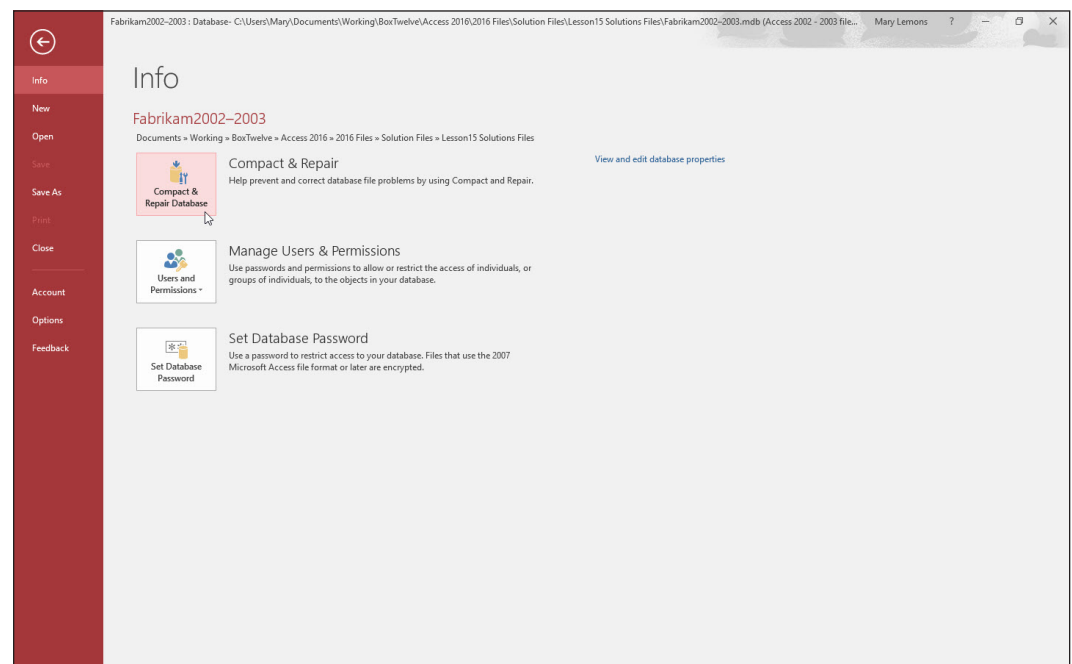 Fabrikam2002–2003 : Database- C:\Users\Mary\Documents\Working\BoxTwelve\Access 2016\2016 Files\Solution Files\Lesson15 Solutions Files\Fabrikam2002–2003.mdb (Access 2002 - 2003 file... Mary Lemons ?
Info
New
Open
Save
Save As
Print
Close
Account
Options
Feedback
Info
Fabrikam2002–2003
Documents » Working » BoxTwelve » Access 2016 » 2016 Files » Solution Files » Lesson15 Solutions Files
Compact &
Repair Database
Compact & Repair
Help prevent and correct database file problems by using Compact and Repair.
View and edit database properties
Users and
Permissions
Manage Users & Permissions
Use passwords and permissions to allow or restrict the access of individuals, or
groups of individuals, to the objects in your database.
Set Database
Password
Set Database Password
Use a password to restrict access to your database. Files that use the 2007
Microsoft Access file format or later are encrypted.